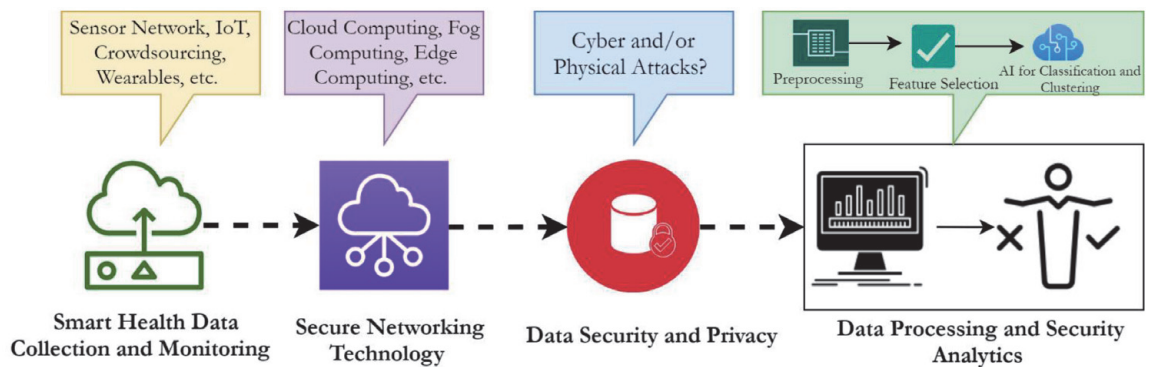 Sensor Network, IoT,
Crowdsourcing,
Wearables, etc.
Cloud Computing, Fog
Computing, Edge
Computing, etc.
Cyber and/or
Physical Attacks?
Preprocessing
Feature Selection
AI for Classification and
Clustering
Smart Health Data
Collection and Monitoring
Secure Networking
Technology
Data Security and Privacy
Data Processing and Security
Analytics